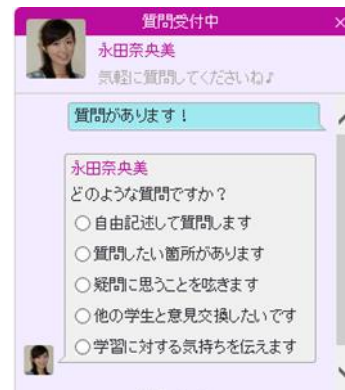 質問受付中
×
永田奈央美
気軽に質問してくださいね♪
質問があります！
永田奈央美
どのような質問ですか？
自由記述して質問します
質問したい箇所があります
疑問に思うことを呟きます
他の学生と意見交換したいです
学習に対する気持ちを伝えます